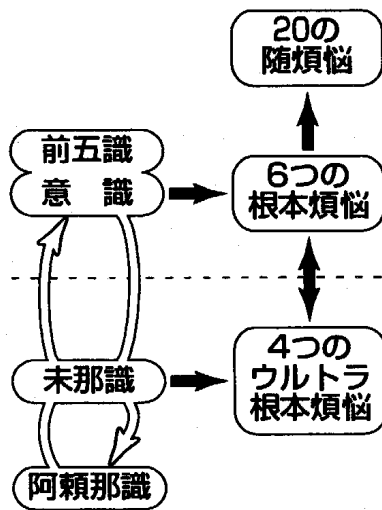 20の
随煩悩
前五識
意 識
6つの
根本煩悩
未那識
4つの
ウルトラ
根本煩悩
阿頼那識